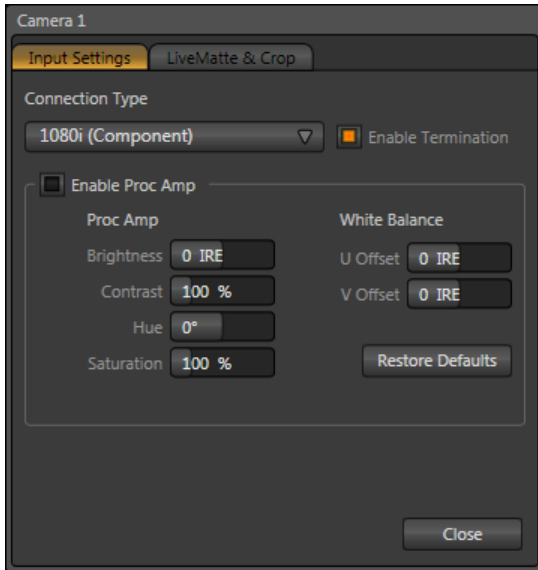 Camera 1
Input Settings LiveMatte & Crop
Connection Type
1080i (Component) Enable Termination
Enable Proc Amp
Proc Amp White Balance
Brightness 0 IRE U Offset 0 IRE
Contrast 100 % V Offset 0 IRE
Hue 0°
Saturation 100 % Restore Defaults
Close